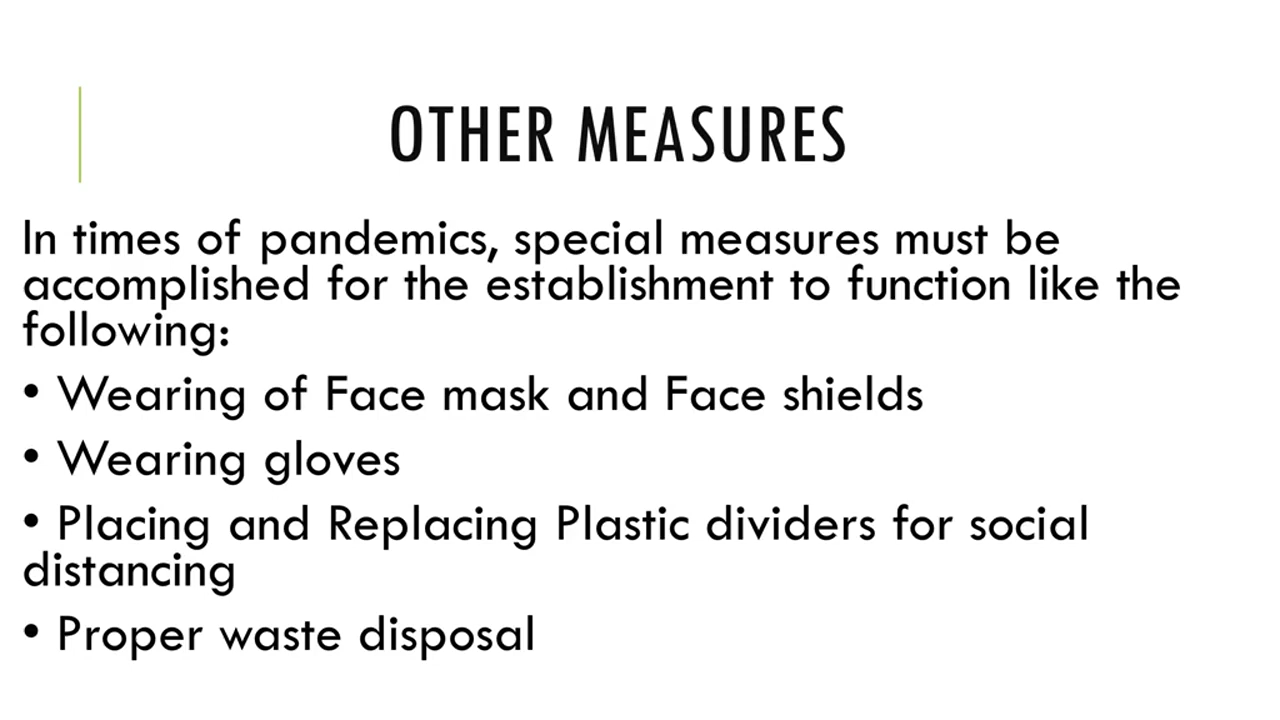 OTHER MEASURES
In times of pandemics, special measures must be
accomplished for the establishment to function like the
following:
• Wearing of Face mask and Face shields
• Wearing gloves
• Placing and Replacing Plastic dividers for social
distancing
• Proper waste disposal